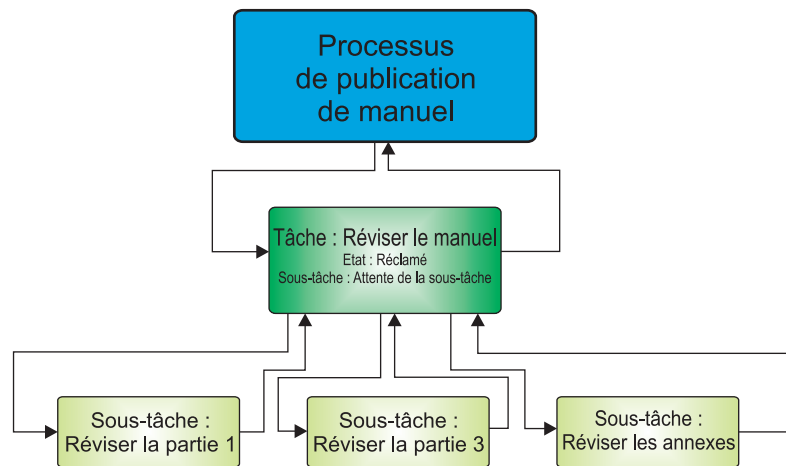 Processus
de publication
de manuel
Tâche : Réviser le manuel
Etat : Réclamé
Sous-tâche : Attente de la sous-tâche
Sous-tâche :
Réviser la partie 1
Sous-tâche :
Réviser la partie 3
Sous-tâche :
Réviser les annexes